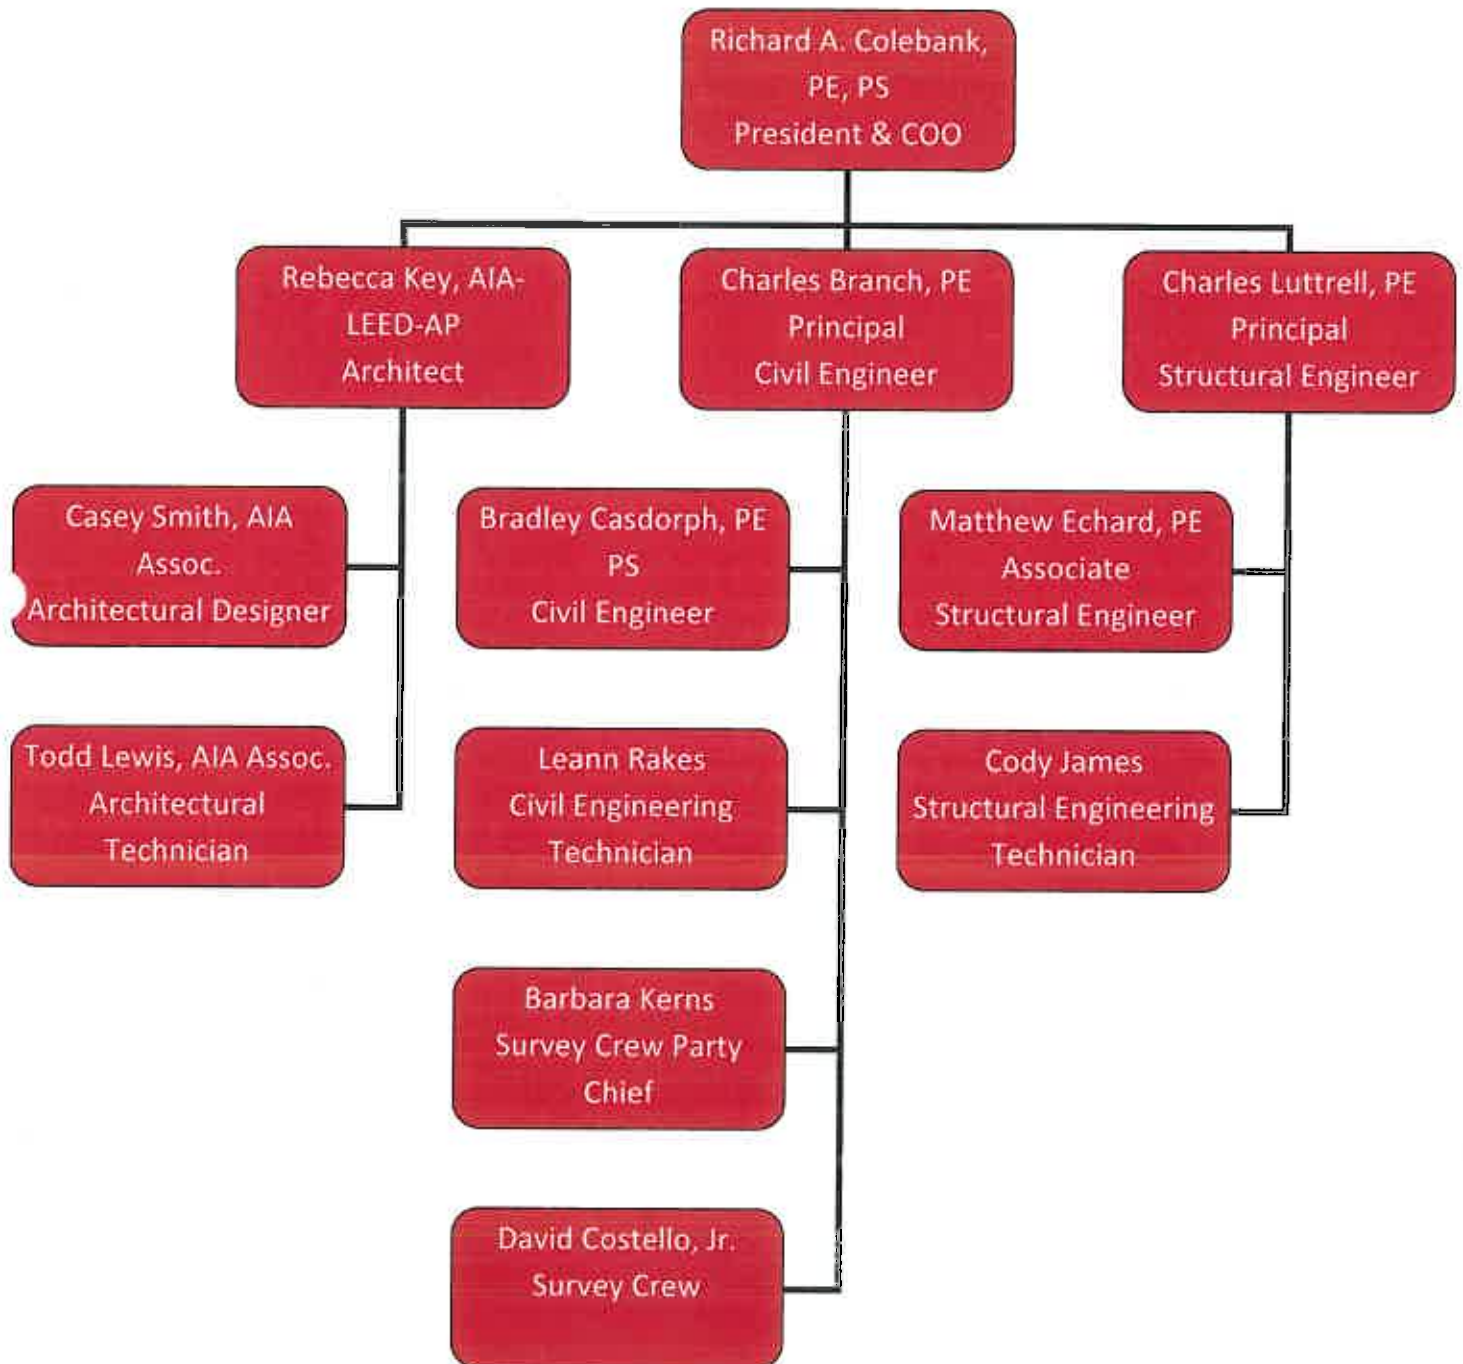 Richard A. Colebank,
PE, PS
President & COO
Rebecca Key, AIA-
LEED-AP
Architect
Charles Branch, PE
Principal
Civil Engineer
Charles Luttrell, PE
Principal
Structural Engineer
Casey Smith, AIA
Assoc.
Architectural Designer
Bradley Casdorph, PE
PS
Civil Engineer
Matthew Echard, PE
Associate
Structural Engineer
Todd Lewis, AIA Assoc.
Architectural
Technician
Leann Rakes
Civil Engineering
Technician
Cody James
Structural Engineering
Technician
Barbara Kerns
Survey Crew Party
Chief
David Costello, Jr.
Survey Crew